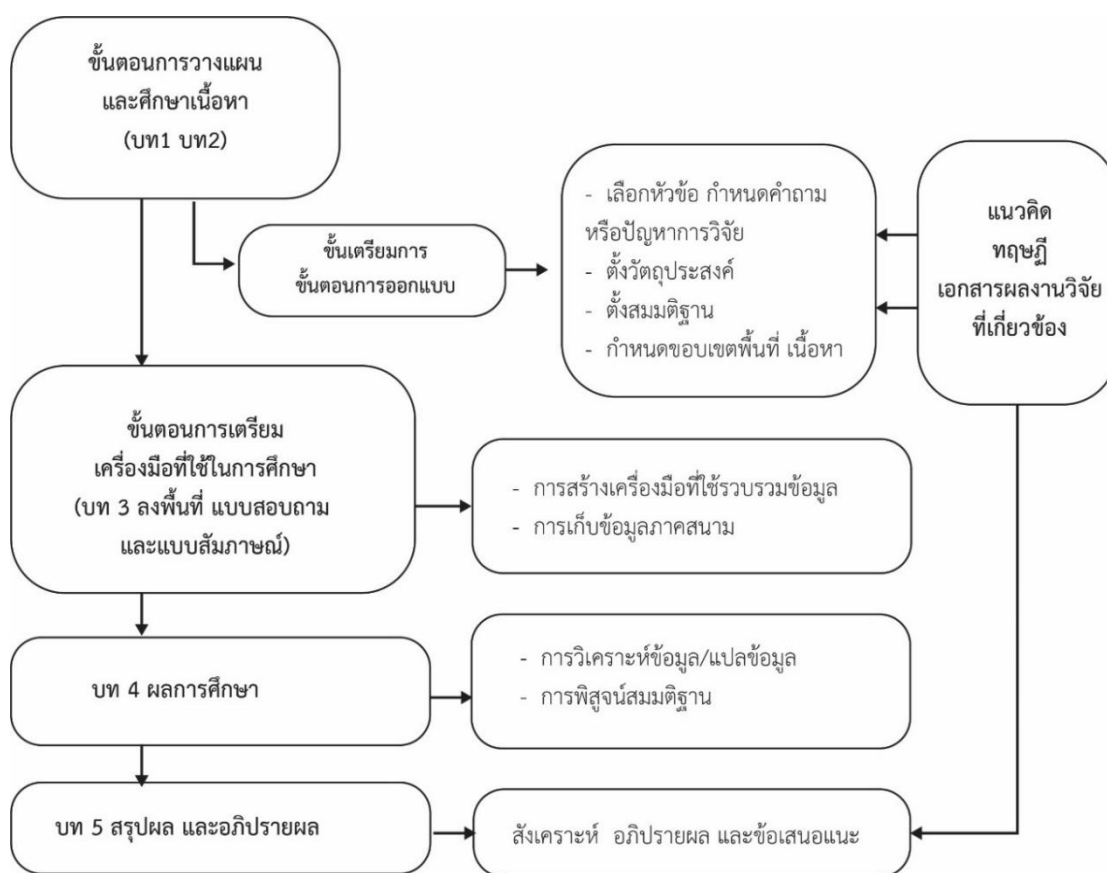 ขั้นตอนการวางแผน
และศึกษาเนื้อหา
(บท1 บท2)
ขั้นเตรียมการ
ขั้นตอนการออกแบบ
- เลือกหัวข้อ กำหนดคำถาม
หรือปัญหาการวิจัย
- ตั้งวัตถุประสงค์
- ตั้งสมมติฐาน
- กำหนดขอบเขตพื้นที่ เนื้อหา
แนวคิด
ทฤษฏี
เอกสารผลงานวิจัย
ที่เกี่ยวข้อง
ขั้นตอนการเตรียม
เครื่องมือที่ใช้ในการศึกษา
(บท 3 ลงพื้นที่ แบบสอบถาม
และแบบสัมภาษณ์)
- การสร้างเครื่องมือที่ใช้รวบรวมข้อมูล
- การเก็บข้อมูลภาคสนาม
บท 4 ผลการศึกษา
- การวิเคราะห์ข้อมูล/แปลข้อมูล
- การพิสูจน์สมมติฐาน
บท 5 สรุปผล และอภิปรายผล
สังเคราะห์ อภิปรายผล และข้อเสนอแนะ